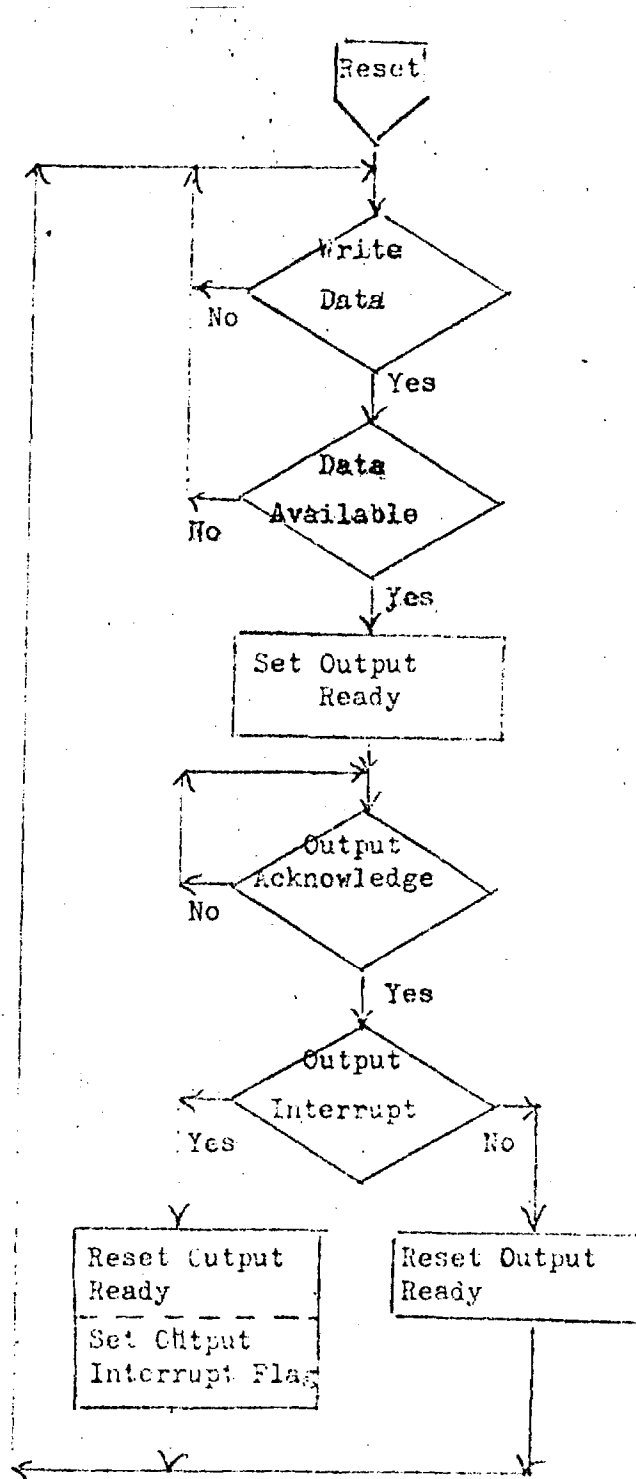 Reset
Write
Data
No
Yes
Data
Available
No
Yes
Set Output
Ready
Output
Acknowledge
No
Yes
Output
Interrupt
Yes
No
Reset Output
Ready
Set Output
Interrupt Flag
Reset Output
Ready